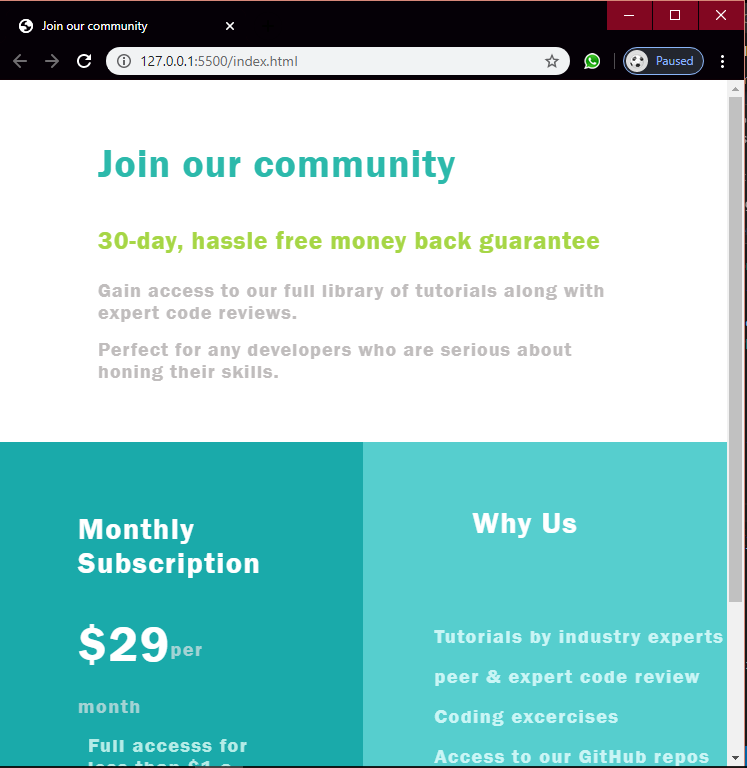 Join our community
127.0.0.1:5500/index.html
Paused
Join our community
30-day, hassle free money back guarantee
Gain access to our full library of tutorials along with
expert code reviews.
Perfect for any developers who are serious about
honing their skills.
Monthly
Subscription
$29per
month
Full accesss for
less than $1 a
Why Us
Tutorials by industry experts
peer & expert code review
Coding excercises
Access to our GitHub repos